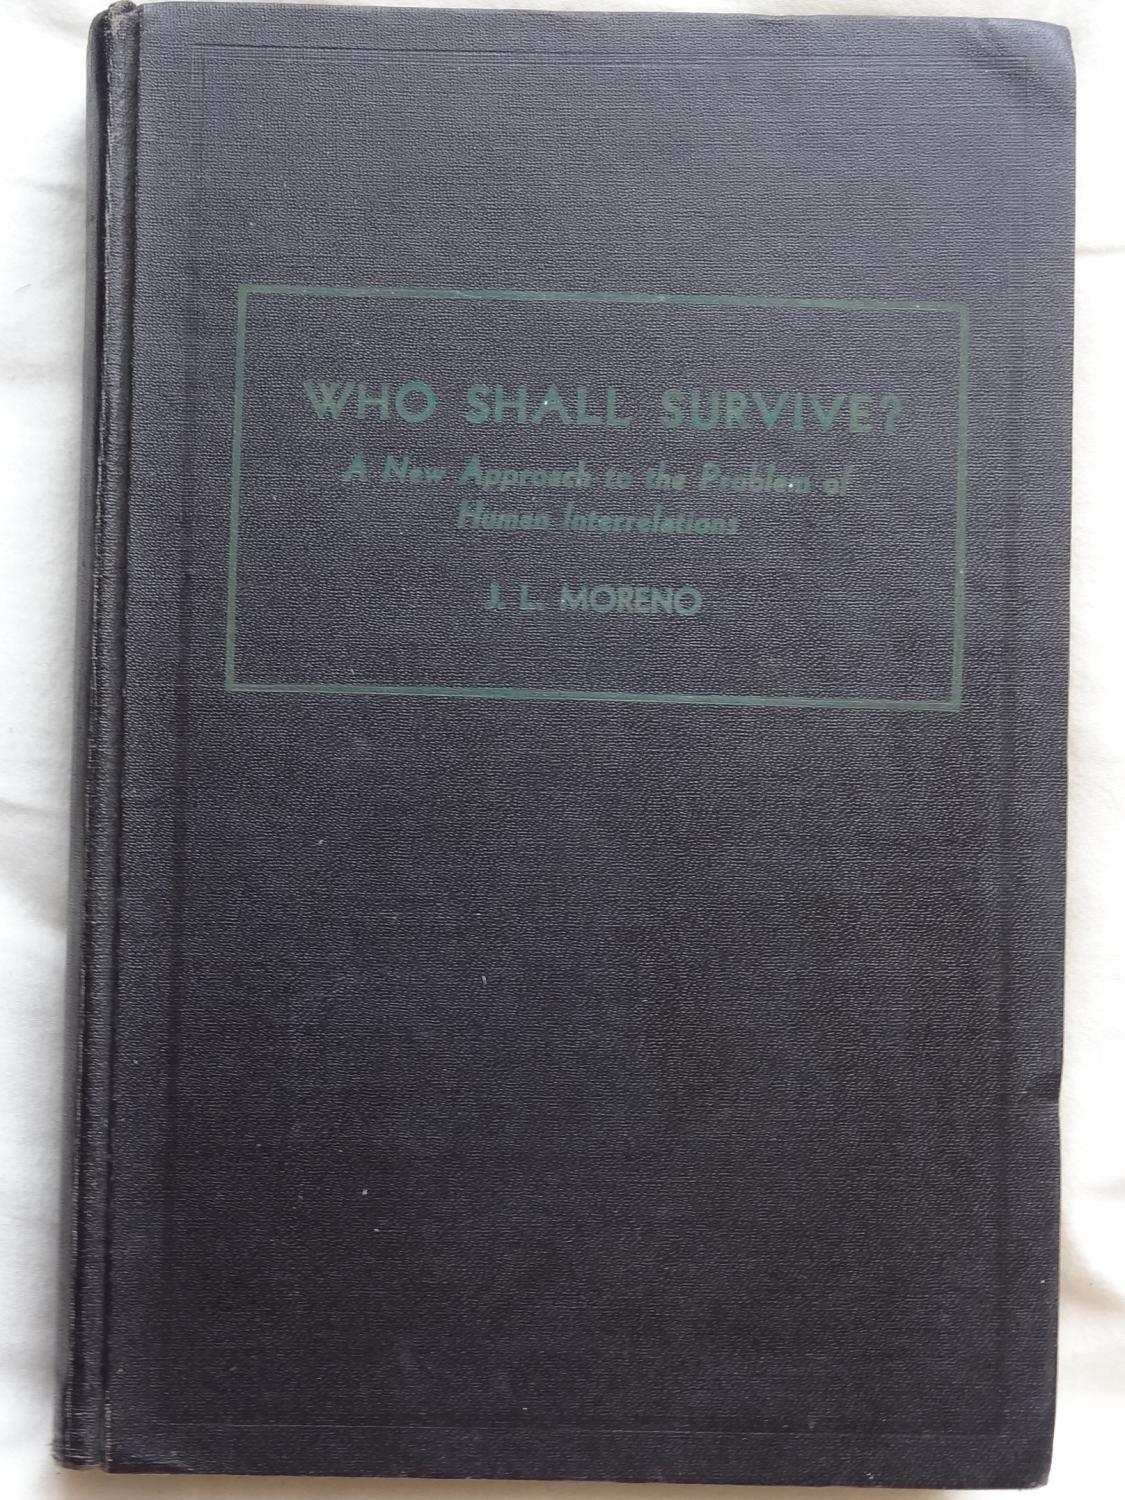 WHO SHALL SURVIVE?
A New Approach to the Problem of
Human Interrelations
J. L. MORENO